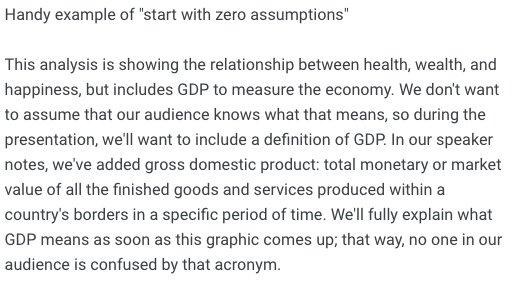 Handy example of "start with zero assumptions"
This analysis is showing the relationship between health, wealth, and
happiness, but includes GDP to measure the economy. We don't want
to assume that our audience knows what that means, so during the
presentation, we'll want to include a definition of GDP. In our speaker
notes, we've added gross domestic product: total monetary or market
value of all the finished goods and services produced within a
country's borders in a specific period of time. We'll fully explain what
GDP means as soon as this graphic comes up; that way, no one in our
audience is confused by that acronym.